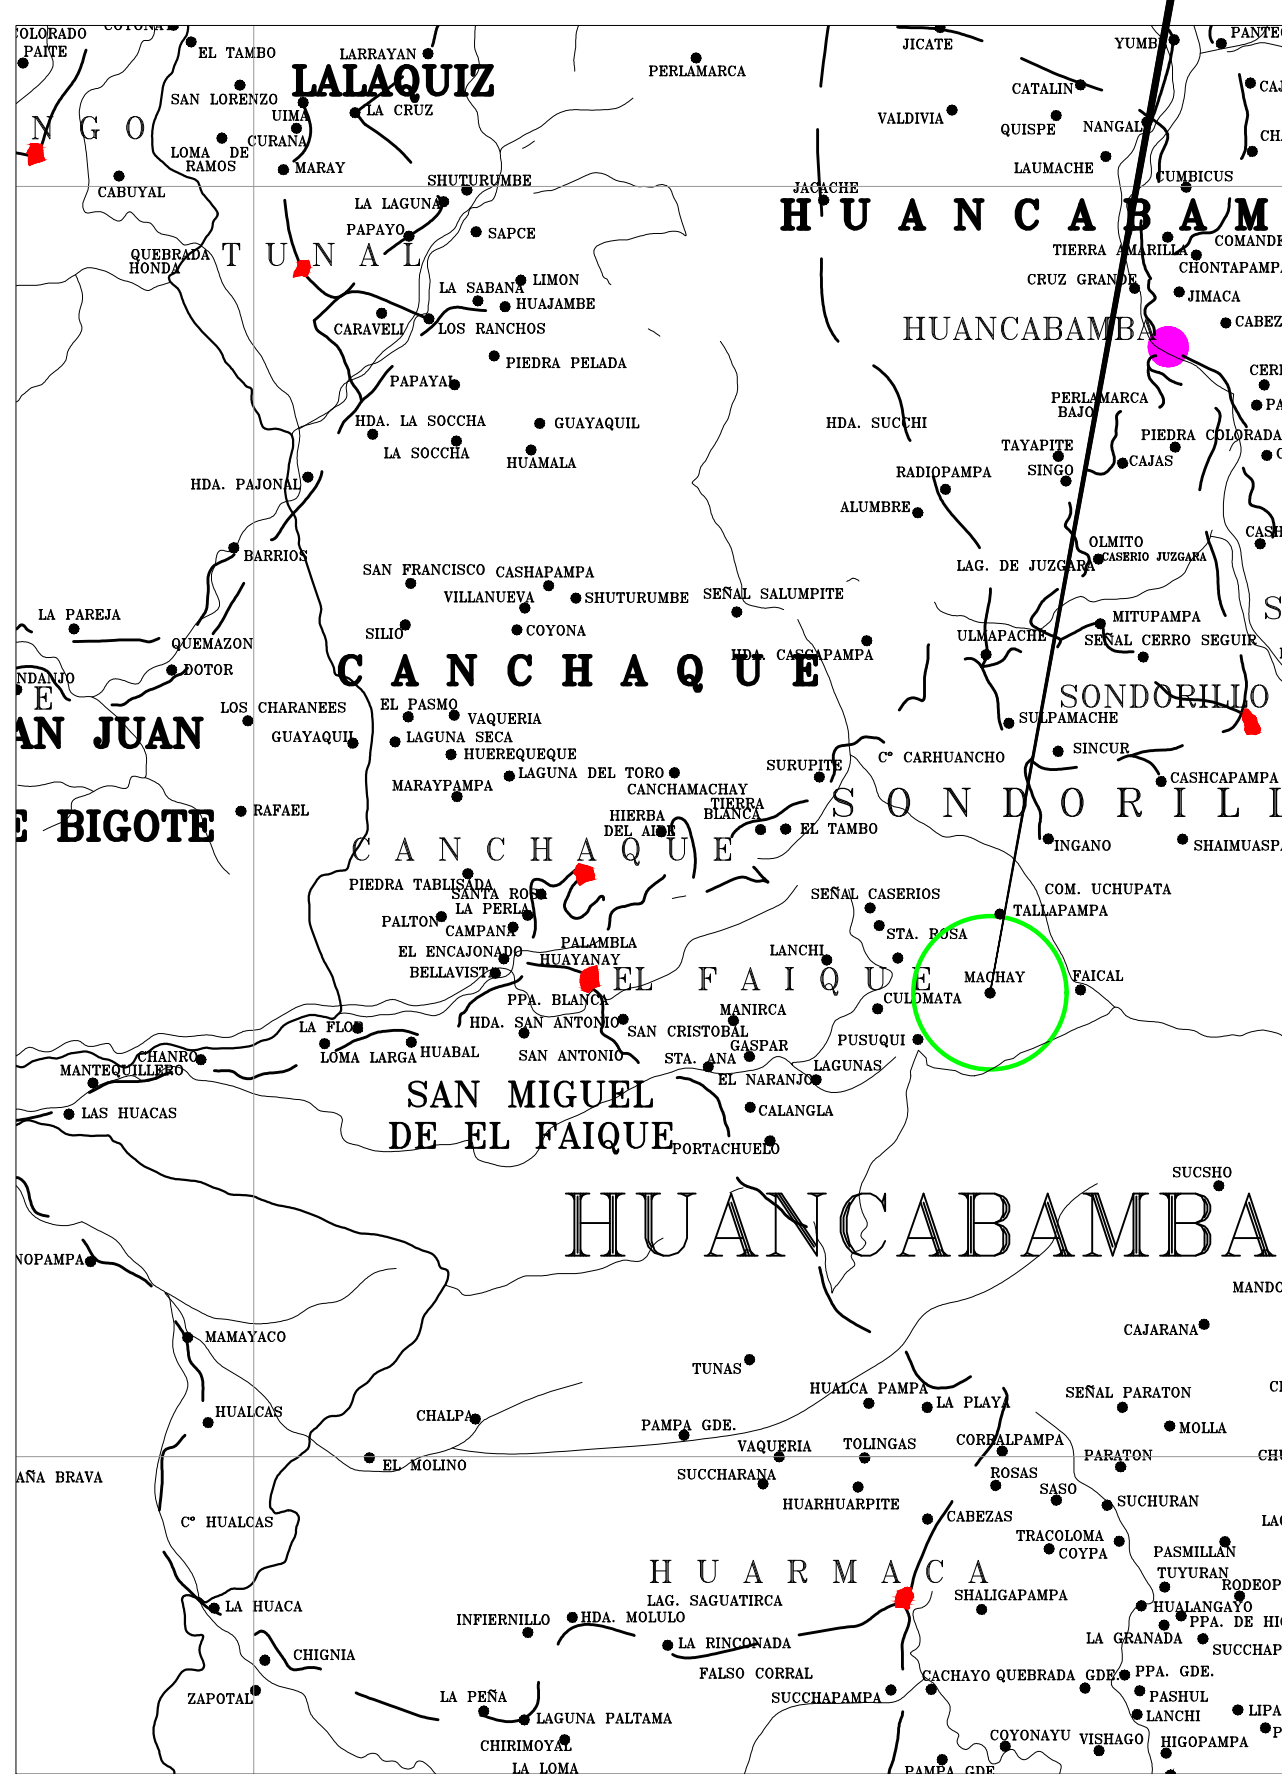 COLORADO
PAITE
EL TAMBO
LARRAYAN
PERLAMARCA
JICATE
LALAQUIZ
SAN LORENZO
LA CRUZ
CATALIN
VALDIVIA
QUISPE
NANGAL
UIMA
CURANA
LOMA DE
RAMOS
MARAY
LAUMACHE
CABUYAL
SHUTURUMBE
JACACHE
CUMBICUS
LA LAGUNA
PAPAYO
SAPCE
H U A N C A B A M
QUEBRADA
HONDA
T U N A L
TIERRA AMARILLA
CHONTAPAMPA
CRUZ GRANDE
JIMACA
LIMON
LA SABANA
HUAJAMBE
CARAVELI
LOS RANCHOS
HUANCABAMBA
PIEDRA PELADA
PAPAYAL
PERLAMARCA
BAJO
HDA. LA SOCCHA
GUAYAQUIL
HDA. SUCCHI
LA SOCCHA
HUAMALA
TAYAPITE
PIEDRA COLORADA
SINGO
CAJAS
RADIOPAMPA
HDA. PAJONAL
ALUMBRE
BARRIOS
OLMITO
CASERIO JUZGARA
LAG. DE JUZGARA
SAN FRANCISCO
CASHAPAMPA
VILLANUEVA
SHUTURUMBE
SEÑAL SALUMPITE
LA PAREJA
SILIO
COYONA
MITUPAMPA
ULMAPACHE
SEÑAL CERRO SEGUIR
QUEMAZON
DOTOR
HDA. CASCAPAMPA
C A N C H A Q U E
NDANJO
E
SONDORILLO
LOS CHARANEES
EL PASMO
VAQUERIA
SULPAMACHE
AN JUAN
GUAYAQUIL
LAGUNA SECA
HUEREQUEQUE
SINCUR
Cº CARHUANCHO
SURUPITE
LAGUNA DEL TORO
CANCHAMACHAY
CASHCAPAMPA
MARAYPAMPA
TIERRA
BLANCA
S O N D O R I L
RAFAEL
E BIGOTE
HIERBA
DEL AIRE
EL TAMBO
C A N C H A Q U E
INGANO
PIEDRA TABLISADA
SANTA ROSA
SEÑAL CASERIOS
COM. UCHUPATA
LA PERLA
TALLAPAMPA
PALTON
CAMPANA
STA. ROSA
EL ENCAJONADO
PALAMBLA
HUAYANAY
LANCHI
BELLAVISTA
EL F A I Q U E
MACHAY
FAICAL
PPA. BLANCA
CULOMATA
MANIRCA
HDA. SAN ANTONIO
SAN CRISTOBAL
LA FLOR
GASPAR
PUSUQUI
LOMA LARGA
HUABAL
SAN ANTONIO
STA. ANA
CHANRO
MANTEQUILLERO
LAGUNAS
EL NARANJO
SAN MIGUEL
DE EL FAIQUE
LAS HUACAS
CALANGLA
PORTACHUELO
SUCSHO
HUANCABAMBA
NOPAMPA
MAMAYACO
CAJARANA
TUNAS
HUALCA PAMPA
LA PLAYA
SEÑAL PARATON
HUALCAS
CHALPA
PAMPA GDE.
MOLLA
VAQUERIA
TOLINGAS
CORRALPAMPA
PARATON
EL MOLINO
SUCCHARANA
ROSAS
AÑA BRAVA
HUARHUARPITE
SASO
SUCHURAN
Cº HUALCAS
CABEZAS
TRACOLOMA
COYPA
PASMILLAN
H U A R M A C A
TUYURAN
LAG. SAGUATIRCA
SHALIGAPAMPA
LA HUACA
HUALANGAYO
INFIERNILLO
HDA. MOLULO
LA RINCONADA
LA GRANADA
CHIGNIA
FALSO CORRAL
CACHAYO
QUEBRADA GDE.
PPA. GDE.
ZAPOTAL
LA PEÑA
SUCCHAPAMPA
PASHUL
LAGUNA PALTAMA
LANCHI
CHIRIMOYAL
COYONAYU
VISHAGO
HIGOPAMPA
LA LOMA
PAMPA GDE